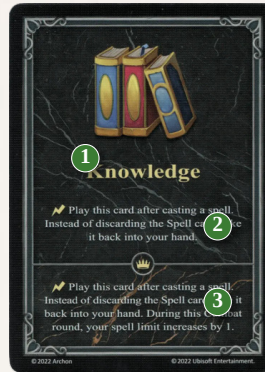 1
Knowledge
Play this card after casting a spell.
Instead of discarding the Spell
2
it back into your hand.
Play this card after casting a spell.
Instead of discarding the Spell it
3
back into your hand. During this Combat
round, your spell limit increases by 1.
© 2022 Archon
© 2022 Ubisoft Entertainment.